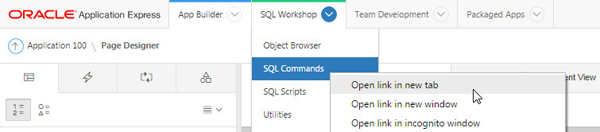 ORACLE Application Express App Builder SQL Workshop Team Development Packaged Apps
Application 100 \ Page Designer
Object Browser
SQL Commands
SQL Scripts
Utilities
Open link in new tab
Open link in new window
Open link in incognito window
ent View
1
2